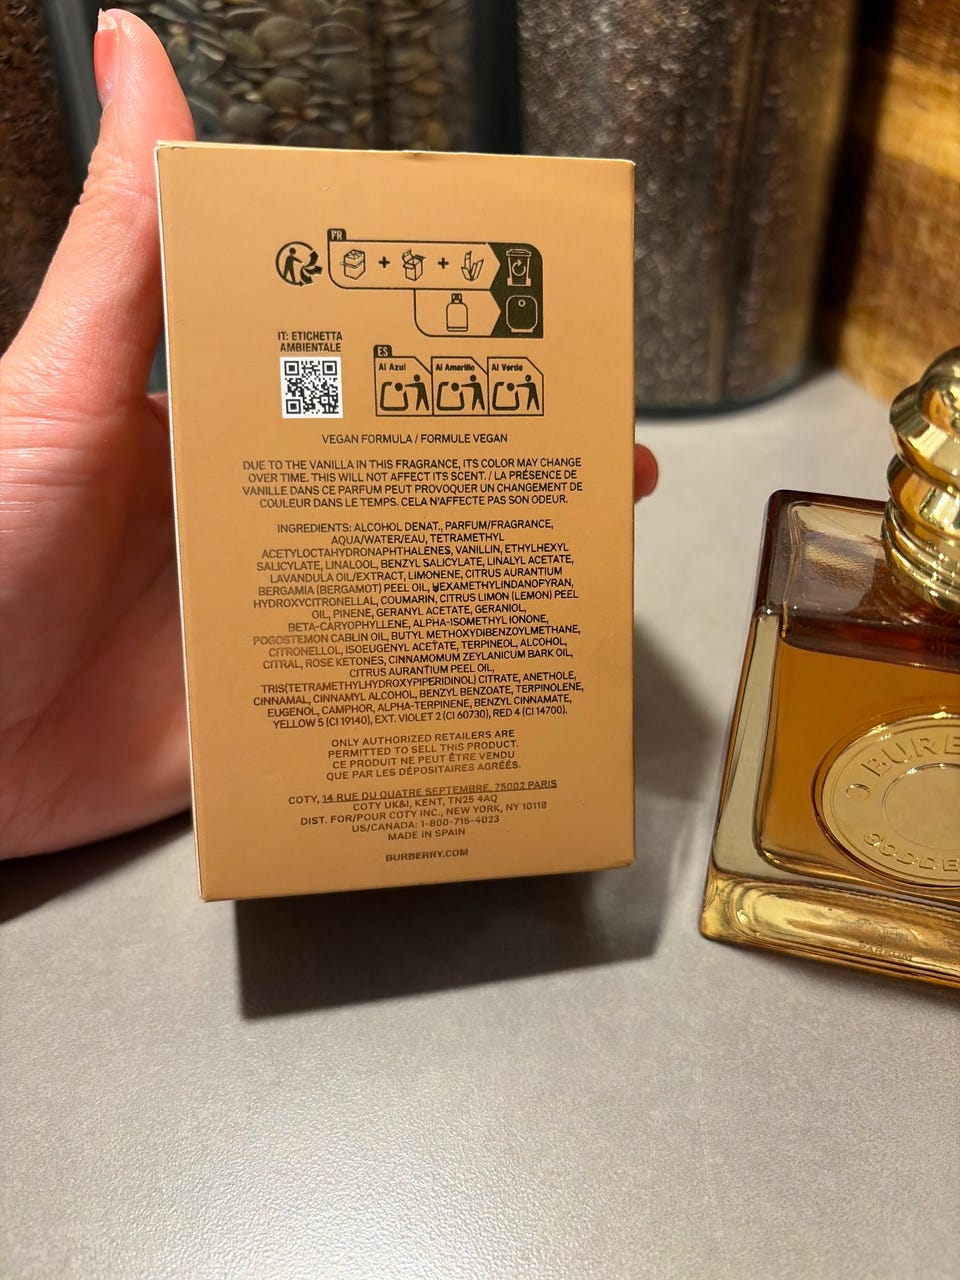 FR
IT: ETICHETTA
AMBIENTALE
ES
Al Azul
Al Amarillo
Al Verde
VEGAN FORMULA / FORMULE VEGAN
DUE TO THE VANILLA IN THIS FRAGRANCE, ITS COLOR MAY CHANGE
OVER TIME. THIS WILL NOT AFFECT ITS SCENT. / LA PRÉSENCE DE
VANILLE DANS CE PARFUM PEUT PROVOQUER UN CHANGEMENT DE
COULEUR DANS LE TEMPS. CELA N'AFFECTE PAS SON ODEUR.
INGREDIENTS: ALCOHOL DENAT., PARFUM/FRAGRANCE,
AQUA/WATER/EAU, TETRAMETHYL
ACETYLOCTAHYDRONAPHTHALENES, VANILLIN, ETHYLHEXYL
SALICYLATE, LINALOOL, BENZYL SALICYLATE, LINALYL ACETATE,
LAVANDULA OIL/EXTRACT, LIMONENE, CITRUS AURANTIUM
BERGAMIA (BERGAMOT) PEEL OIL, HEXAMETHYLINDANOPYRAN,
HYDROXYCITRONELLAL, COUMARIN, CITRUS LIMON (LEMON) PEEL
OIL, PINENE, GERANYL ACETATE, GERANIOL,
BETA-CARYOPHYLLENE, ALPHA-ISOMETHYL IONONE,
POGOSTEMON CABLIN OIL, BUTYL METHOXYDIBENZOYLMETHANE,
CITRONELLOL, ISOEUGENYL ACETATE, TERPINEOL, ALCOHOL,
CITRAL, ROSE KETONES, CINNAMOMUM ZEYLANICUM BARK OIL,
CITRUS AURANTIUM PEEL OIL,
TRIS(TETRAMETHYLHYDROXYPIPERIDINOL) CITRATE, ANETHOLE,
CINNAMAL, CINNAMYL ALCOHOL, BENZYL BENZOATE, TERPINOLENE,
EUGENOL, CAMPHOR, ALPHA-TERPINENE, BENZYL CINNAMATE,
YELLOW 5 (CI 19140), EXT. VIOLET 2 (CI 60730), RED 4 (CI 14700).
ONLY AUTHORIZED RETAILERS ARE
PERMITTED TO SELL THIS PRODUCT.
CE PRODUIT NE PEUT ÊTRE VENDU
QUE PAR LES DÉPOSITAIRES AGRÉÉS.
COTY, 14 RUE DU QUATRE SEPTEMBRE, 75002 PARIS
COTY UK&I, KENT, TN25 4AQ
DIST. FOR/POUR COTY INC., NEW YORK, NY 10118
US/CANADA: 1-800-715-4023
MADE IN SPAIN
BURBERRY.COM
BURBE
GODDE
PARFUM